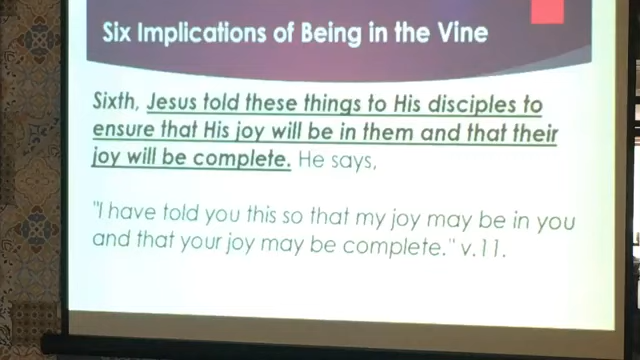 Six Implications of Being in the Vine
Sixth, Jesus told these things to His disciples to
ensure that His joy will be in them and that their
joy will be complete. He says,
"I have told you this so that my joy may be in you
and that your joy may be complete." v.11.